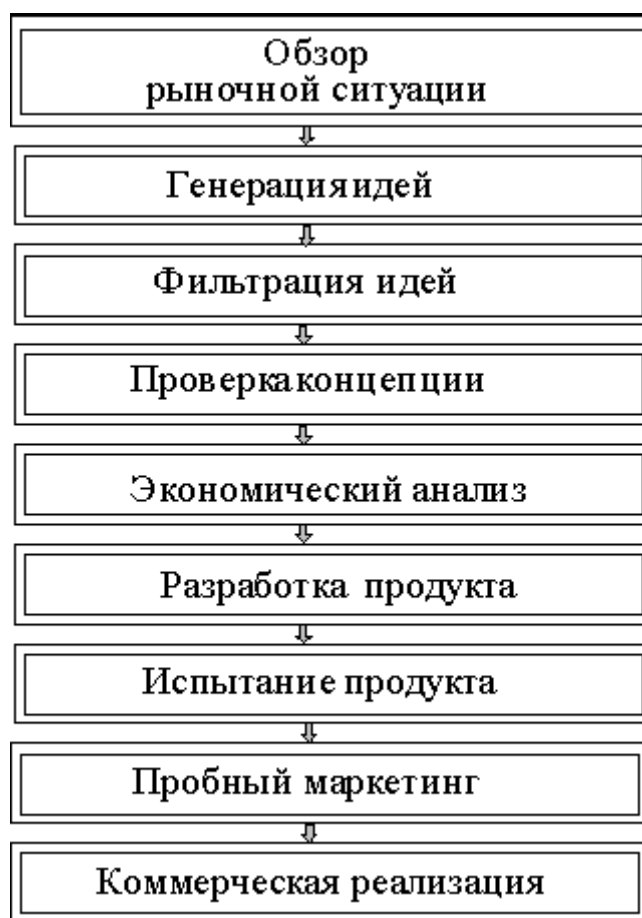 Обзор
рыночной ситуации
Генерацияидей
Фильтрация идей
Проверкаконцепции
Экономический анализ
Разработка продукта
Испытание продукта
Пробный маркетинг
Коммерческая реализация